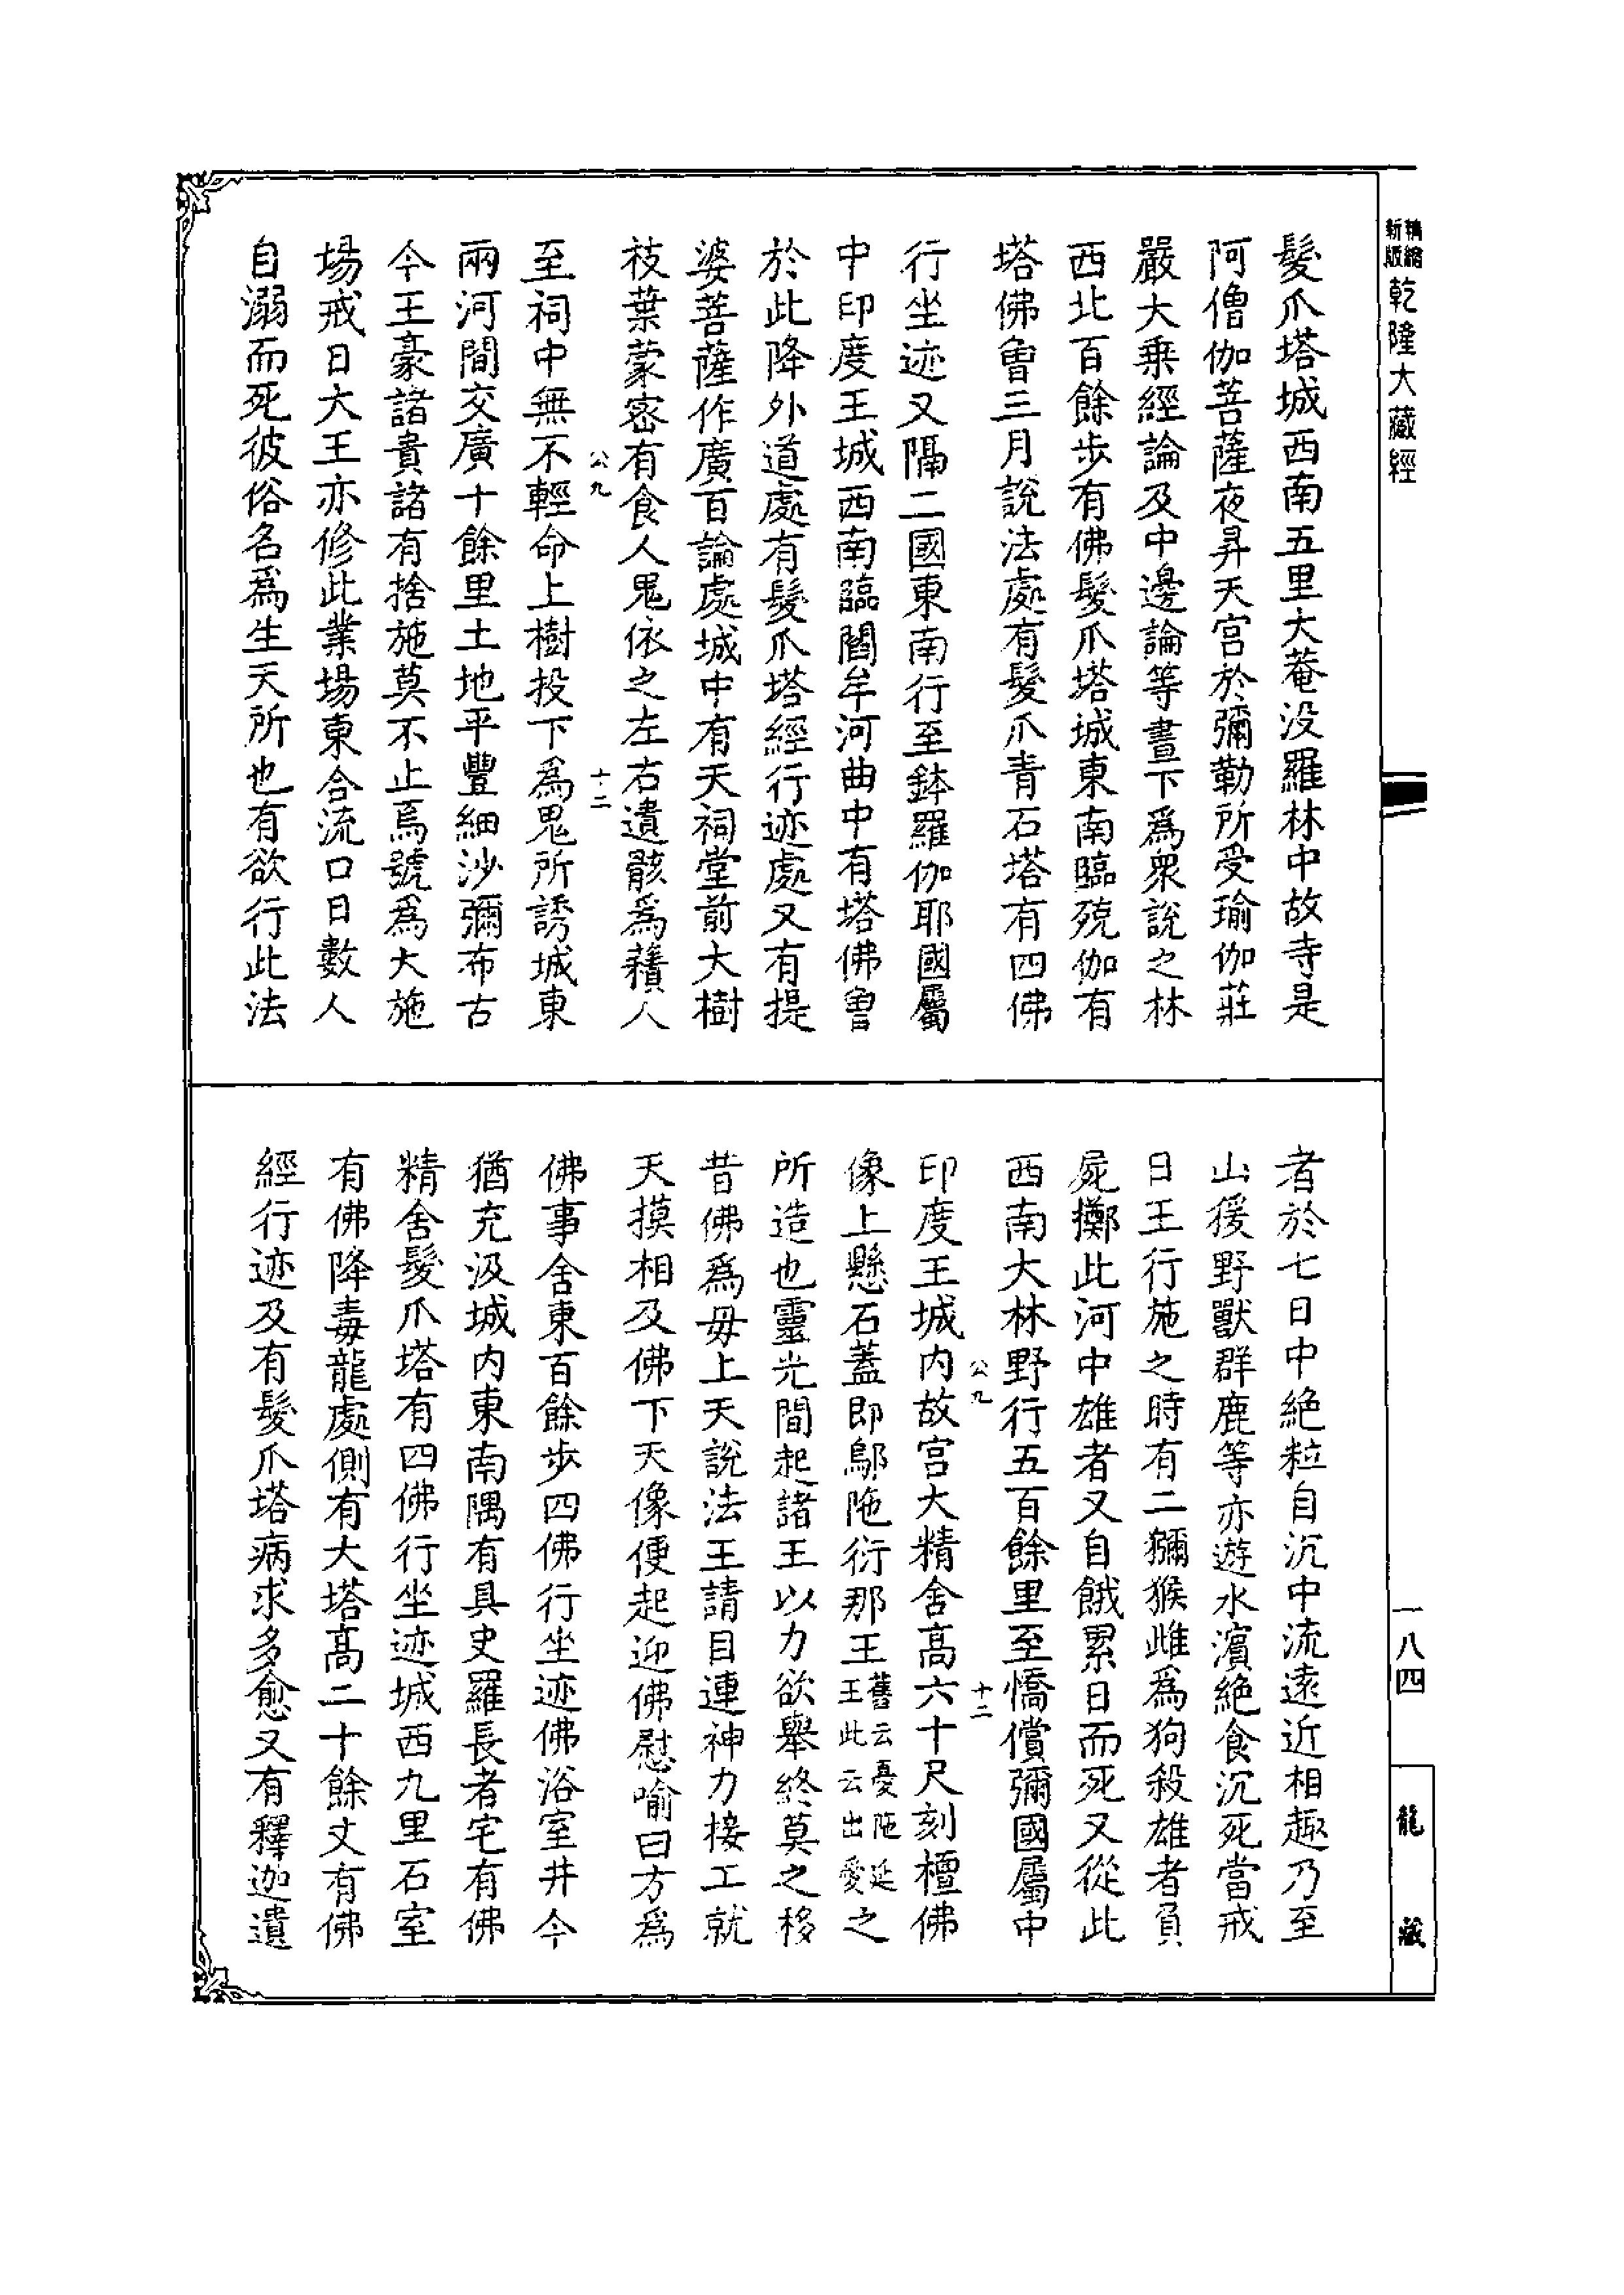 新版精縮
乾隆大藏經
一八四
龍藏
髮爪塔城西南五里大菴没羅林中故寺是
阿僧伽菩薩夜昇天宫於彌勒所受瑜伽莊
嚴大乗經論及中邊論等晝下爲衆說之林
西北百餘步有佛髮爪塔城東南臨殑伽有
塔佛曾三月說法處有髮爪青石塔有四佛
行坐迹又隔二國東南行至鉢羅伽耶國屬
中印度王城西南臨閻牟河曲中有塔佛曾
於此降外道處有髮爪塔經行迹處又有提
婆菩薩作廣百論處城中有天祠堂前大樹
枝葉蒙密有食人鬼依之左右遺骸爲積人
公九
十二
至祠中無不輕命上樹投下爲鬼所誘城東
兩河間交廣十餘里土地平豐細沙彌布古
今王豪諸貴諸有捨施莫不止焉號爲大施
場戒日大王亦修此業場東合流口日數人
自溺而死彼俗名爲生天所也有欲行此法
者於七日中絶粒自沉中流遠近相趣乃至
山猨野獸群鹿等亦遊水濱絶食沉死當戒
日王行施之時有二獼猴雌爲狗殺雄者負
屍擲此河中雄者又自餓累日而死又從此
西南大林野行五百餘里至憍償彌國屬中
公九
十二
印度王城内故宫大精舍高六十尺刻檀佛
像上懸石蓋即鄔陁衍那王舊云憂陁延王此云出愛之
所造也靈光間起諸王以力欲舉終莫之移
昔佛爲毋上天說法王請目連神力接工就
天摸相及佛下天像便起迎佛慰喻曰方爲
佛事舍東百餘步四佛行坐迹佛浴室井今
猶充汲城内東南隅有具史羅長者宅有佛
精舍髮爪塔有四佛行坐迹城西九里石室
有佛降毒龍處側有大塔高二十餘丈有佛
經行迹及有髮爪塔病求多愈又有釋迦遺